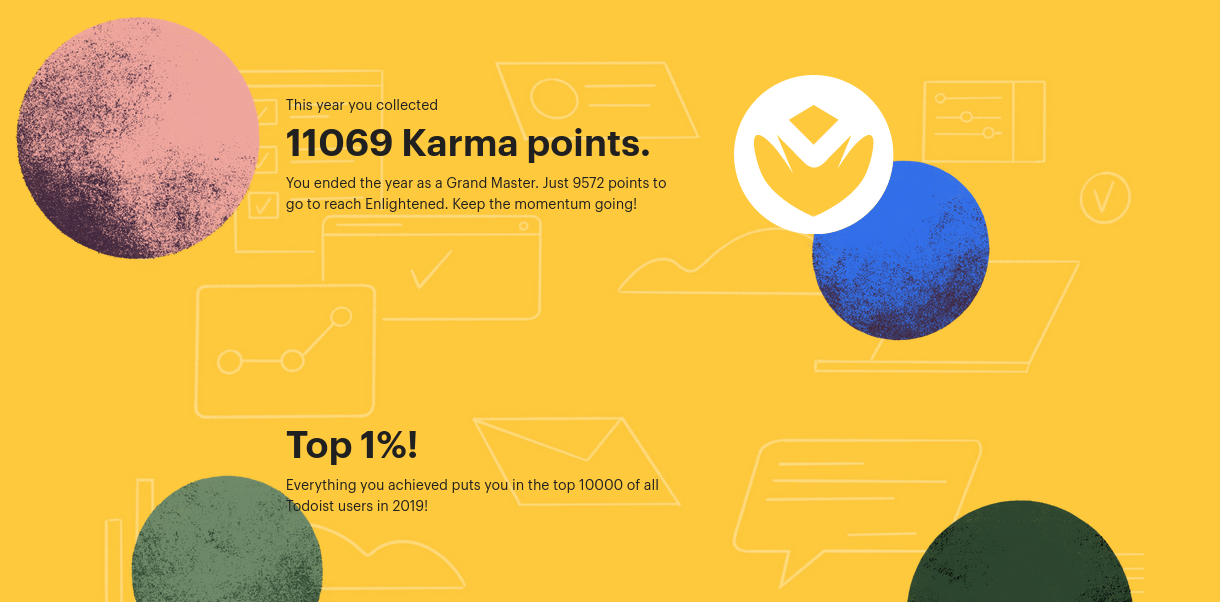 This year you collected
11069 Karma points.
You ended the year as a Grand Master. Just 9572 points to
go to reach Enlightened. Keep the momentum going!
Top 1%!
Everything you achieved puts you in the top 10000 of all
Todoist users in 2019!